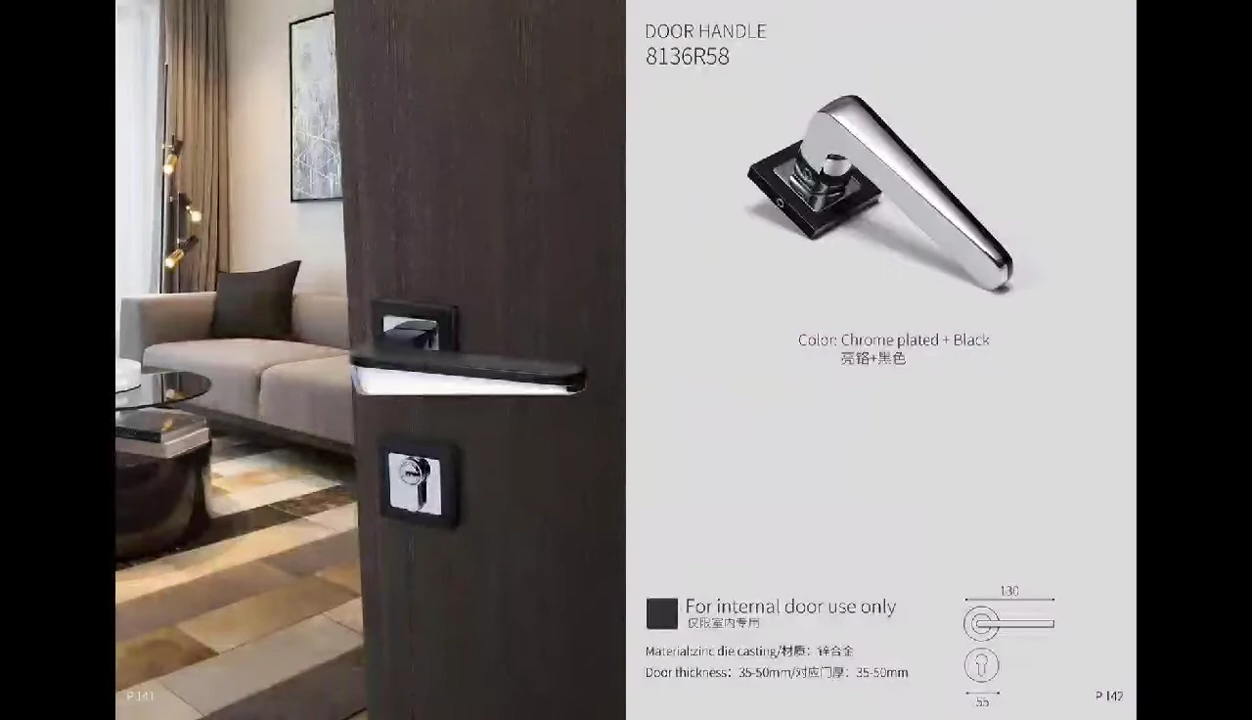 DOOR HANDLE
8136R58
Color: Chrome plated + Black
亮铬+黑色
For internal door use only
仅限室内专用
Material:zinc die casting/材质：锌合金
Door thickness：35-50mm/对应门厚：35-50mm
130
55
P 141
P 142